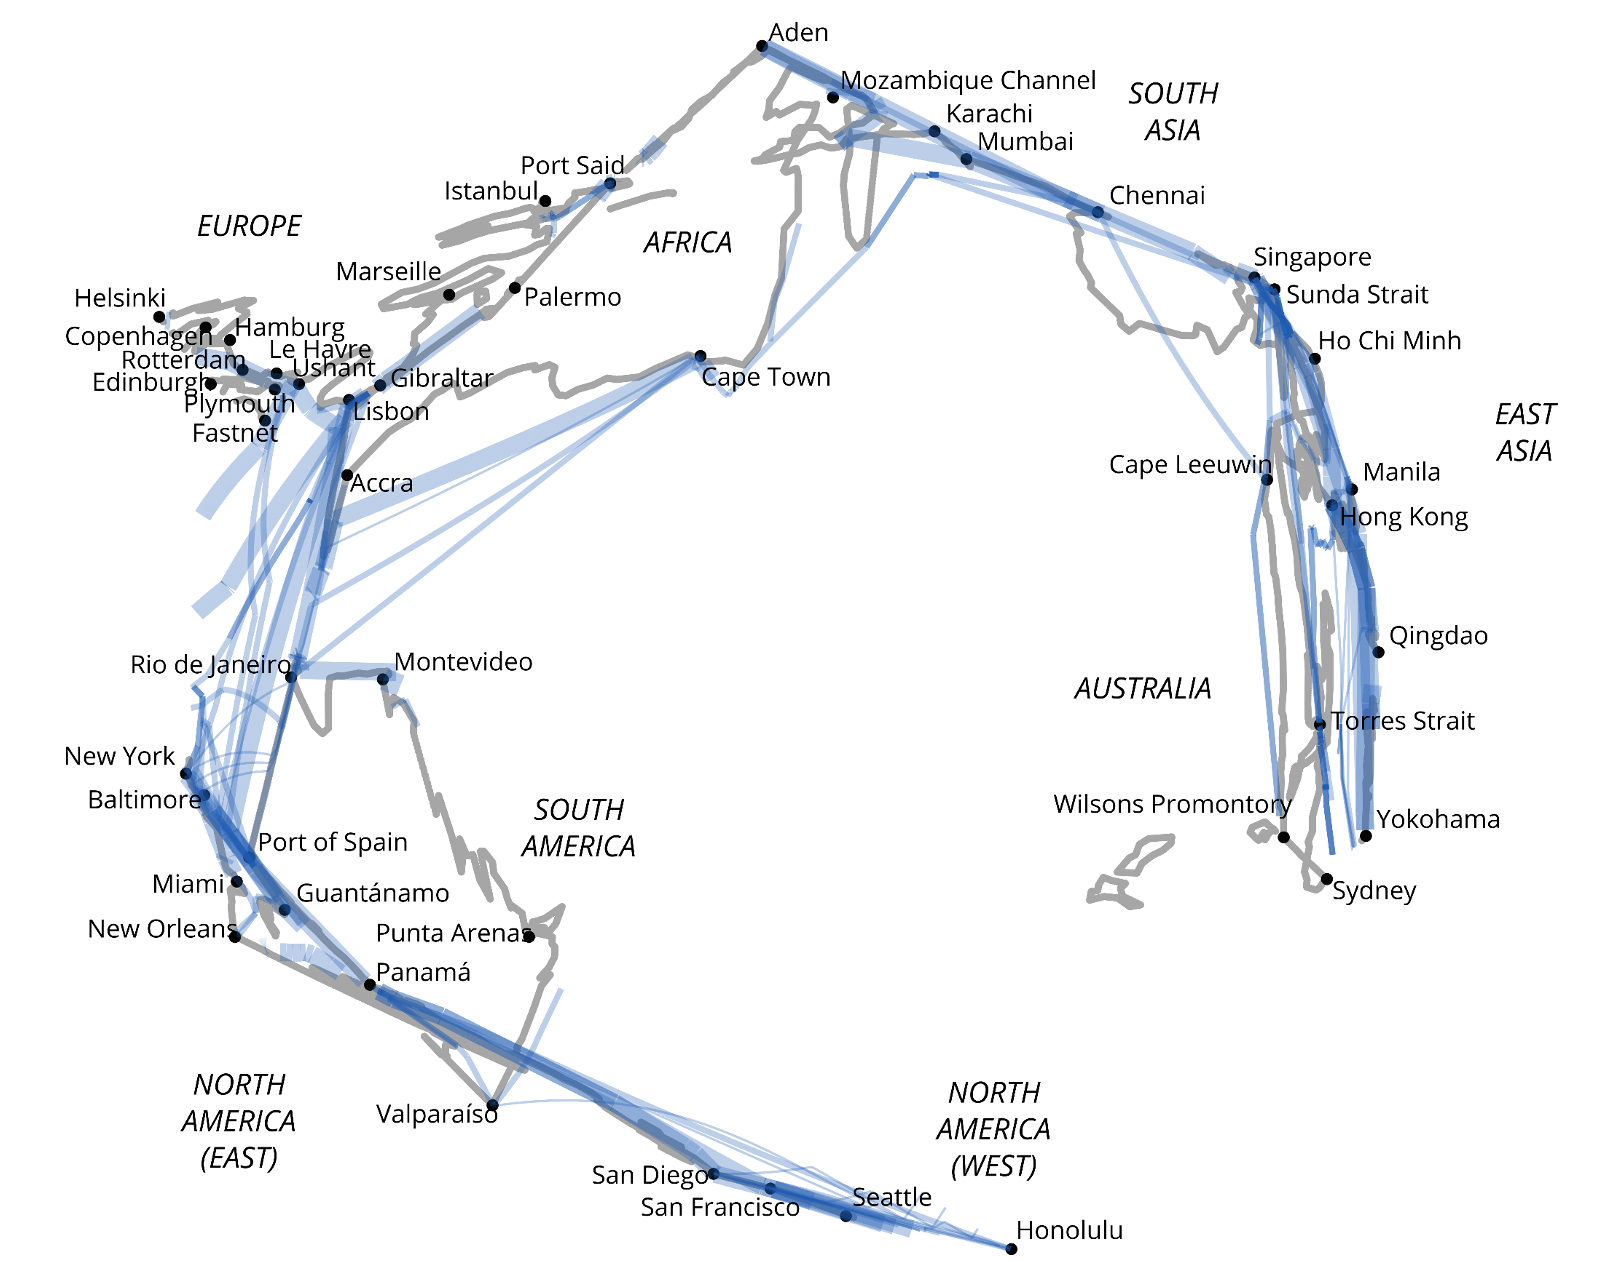 Aden
Mozambique Channel
SOUTH
ASIA
Karachi
Mumbai
Port Said
Istanbul
Chennai
EUROPE
AFRICA
Singapore
Marseille
Palermo
Sunda Strait
Helsinki
Copenhagen
Hamburg
Ho Chi Minh
Rotterdam
Le Havre
Ushant
Edinburgh
Gibraltar
Cape Town
Plymouth
Lisbon
Fastnet
EAST
ASIA
Accra
Cape Leeuwin
Manila
Hong Kong
Qingdao
Rio de Janeiro
Montevideo
AUSTRALIA
Torres Strait
New York
Baltimore
SOUTH
AMERICA
Wilsons Promontory
Yokohama
Port of Spain
Miami
Guantánamo
Sydney
New Orleans
Punta Arenas
Panamá
NORTH
AMERICA
(EAST)
Valparaíso
NORTH
AMERICA
(WEST)
San Diego
San Francisco
Seattle
Honolulu